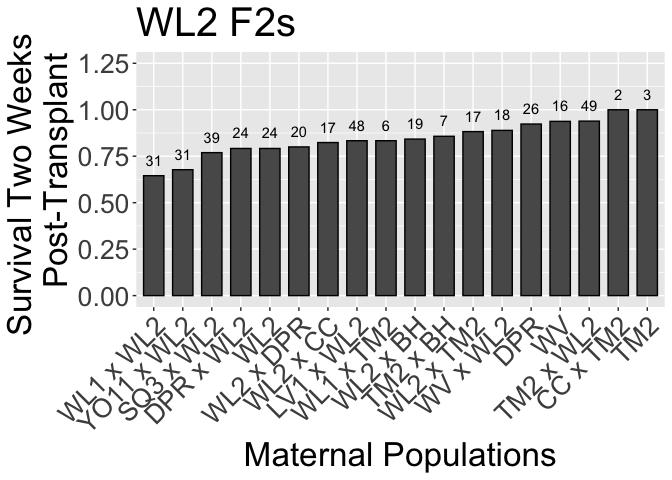 WL2 F2s
Survival Two Weeks
Post-Transplant
1.25
1.00
0.75
0.50
0.25
0.00
31 31 39 24 24 20 17 48 6 19 7 17 18 26 16 49 2 3
WL1 x WL2
YO11 x WL2
SQ3 x WL2
DPR x WL2
WL2
WL2 x DPR
WL2 x CC
LV1 x WL2
WL1 x TM2
WL2 x BH
TM2 x BH
WL2 x TM2
WV x WL2
DPR
WV
TM2 x WL2
CC x TM2
TM2
Maternal Populations